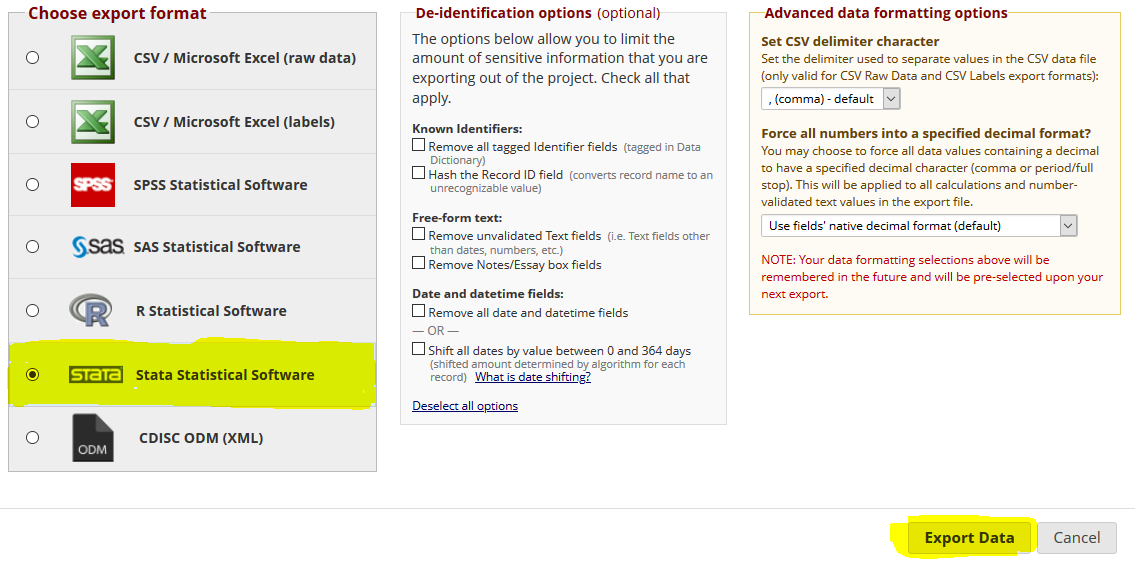 Choose export format
CSV / Microsoft Excel (raw data)
CSV / Microsoft Excel (labels)
SPSS
SPSS Statistical Software
sas
SAS Statistical Software
R
R Statistical Software
STATA
Stata Statistical Software
ODM
CDISC ODM (XML)
De-identification options (optional)
The options below allow you to limit the
amount of sensitive information that you are
exporting out of the project. Check all that
apply.
Known Identifiers:
Remove all tagged Identifier fields (tagged in Data
Dictionary)
Hash the Record ID field (converts record name to an
unrecognizable value)
Free-form text:
Remove unvalidated Text fields (i.e. Text fields other
than dates, numbers, etc.)
Remove Notes/Essay box fields
Date and datetime fields:
Remove all date and datetime fields
— OR —
Shift all dates by value between 0 and 364 days
(shifted amount determined by algorithm for each
record) What is date shifting?
Deselect all options
Advanced data formatting options
Set CSV delimiter character
Set the delimiter used to separate values in the CSV data file
(only valid for CSV Raw Data and CSV Labels export formats):
, (comma) - default
Force all numbers into a specified decimal format?
You may choose to force all data values containing a decimal
to have a specified decimal character (comma or period/full
stop). This will be applied to all calculations and number-
validated text values in the export file.
Use fields' native decimal format (default)
NOTE: Your data formatting selections above will be
remembered in the future and will be pre-selected upon your
next export.
Export Data
Cancel